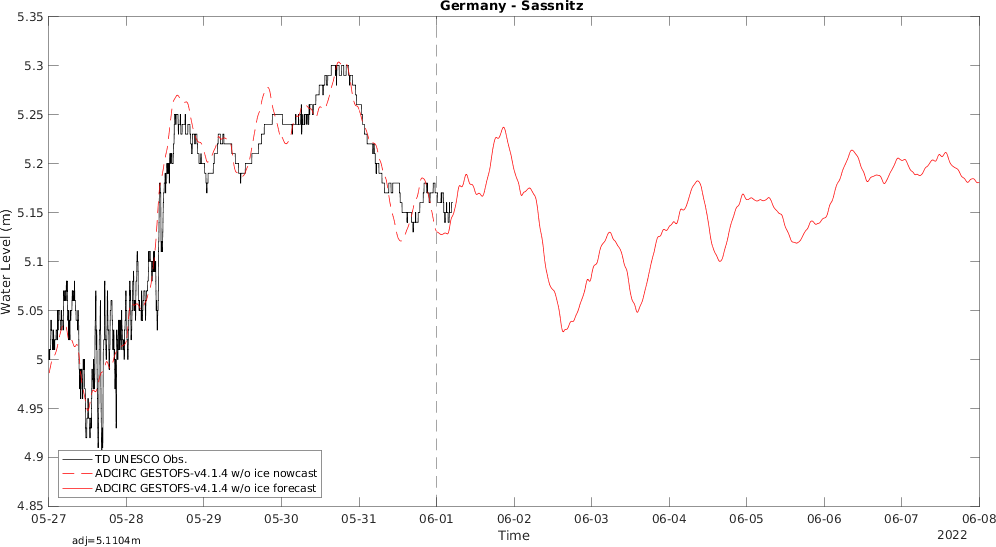 Germany - Sassnitz
5.35
5.3
5.25
5.2
5.15
5.1
5.05
5
4.95
4.9
4.85
Water Level (m)
TD UNESCO Obs.
ADCIRC GESTOFS-v4.1.4 w/o ice nowcast
ADCIRC GESTOFS-v4.1.4 w/o ice forecast
05-27 05-28 05-29 05-30 05-31 06-01 06-02 06-03 06-04 06-05 06-06 06-07 06-08
Time
2022
adj=5.1104m